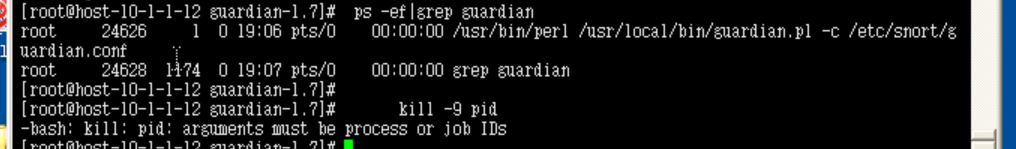 [root@host-10-1-1-12 guardian-1.7]#  ps -ef|grep guardian
root     24626     1  0 19:06 pts/0    00:00:00 /usr/bin/perl /usr/local/bin/guardian.pl -c /etc/snort/g
uardian.conf
root     24628  1174  0 19:07 pts/0    00:00:00 grep guardian
[root@host-10-1-1-12 guardian-1.7]#
[root@host-10-1-1-12 guardian-1.7]#      kill -9 pid
-bash: kill: pid: arguments must be process or job IDs
[root@host-10-1-1-12 guardian-1.7]#